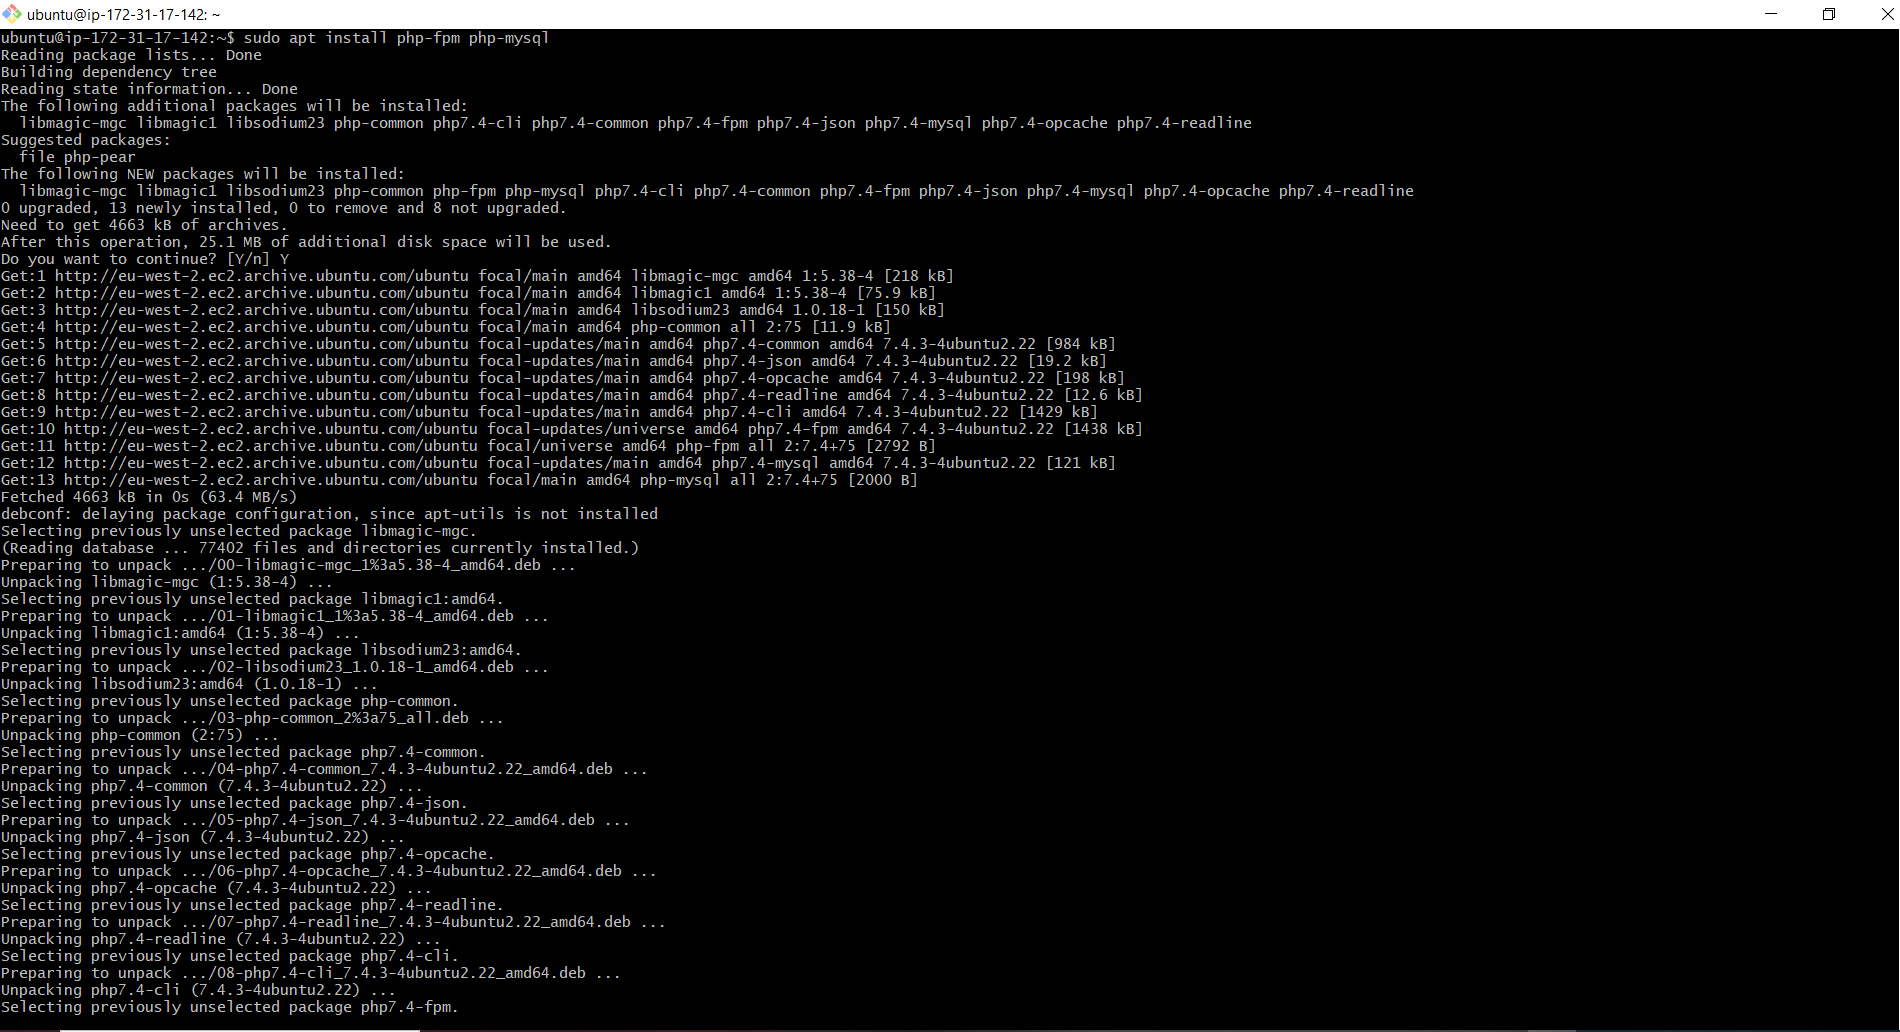 ubuntu@ip-172-31-17-142: ~
ubuntu@ip-172-31-17-142:~$ sudo apt install php-fpm php-mysql
Reading package lists... Done
Building dependency tree
Reading state information... Done
The following additional packages will be installed:
  libmagic-mgc libmagic1 libsodium23 php-common php7.4-cli php7.4-common php7.4-fpm php7.4-json php7.4-mysql php7.4-opcache php7.4-readline
Suggested packages:
  file php-pear
The following NEW packages will be installed:
  libmagic-mgc libmagic1 libsodium23 php-common php-fpm php-mysql php7.4-cli php7.4-common php7.4-fpm php7.4-json php7.4-mysql php7.4-opcache php7.4-readline
0 upgraded, 13 newly installed, 0 to remove and 8 not upgraded.
Need to get 4663 kB of archives.
After this operation, 25.1 MB of additional disk space will be used.
Do you want to continue? [Y/n] Y
Get:1 http://eu-west-2.ec2.archive.ubuntu.com/ubuntu focal/main amd64 libmagic-mgc amd64 1:5.38-4 [218 kB]
Get:2 http://eu-west-2.ec2.archive.ubuntu.com/ubuntu focal/main amd64 libmagic1 amd64 1:5.38-4 [75.9 kB]
Get:3 http://eu-west-2.ec2.archive.ubuntu.com/ubuntu focal/main amd64 libsodium23 amd64 1.0.18-1 [150 kB]
Get:4 http://eu-west-2.ec2.archive.ubuntu.com/ubuntu focal/main amd64 php-common all 2:75 [11.9 kB]
Get:5 http://eu-west-2.ec2.archive.ubuntu.com/ubuntu focal-updates/main amd64 php7.4-common amd64 7.4.3-4ubuntu2.22 [984 kB]
Get:6 http://eu-west-2.ec2.archive.ubuntu.com/ubuntu focal-updates/main amd64 php7.4-json amd64 7.4.3-4ubuntu2.22 [19.2 kB]
Get:7 http://eu-west-2.ec2.archive.ubuntu.com/ubuntu focal-updates/main amd64 php7.4-opcache amd64 7.4.3-4ubuntu2.22 [198 kB]
Get:8 http://eu-west-2.ec2.archive.ubuntu.com/ubuntu focal-updates/main amd64 php7.4-readline amd64 7.4.3-4ubuntu2.22 [12.6 kB]
Get:9 http://eu-west-2.ec2.archive.ubuntu.com/ubuntu focal-updates/main amd64 php7.4-cli amd64 7.4.3-4ubuntu2.22 [1429 kB]
Get:10 http://eu-west-2.ec2.archive.ubuntu.com/ubuntu focal-updates/universe amd64 php7.4-fpm amd64 7.4.3-4ubuntu2.22 [1438 kB]
Get:11 http://eu-west-2.ec2.archive.ubuntu.com/ubuntu focal/universe amd64 php-fpm all 2:7.4+75 [2792 B]
Get:12 http://eu-west-2.ec2.archive.ubuntu.com/ubuntu focal-updates/main amd64 php7.4-mysql amd64 7.4.3-4ubuntu2.22 [121 kB]
Get:13 http://eu-west-2.ec2.archive.ubuntu.com/ubuntu focal/main amd64 php-mysql all 2:7.4+75 [2000 B]
Fetched 4663 kB in 0s (63.4 MB/s)
debconf: delaying package configuration, since apt-utils is not installed
Selecting previously unselected package libmagic-mgc.
(Reading database ... 77402 files and directories currently installed.)
Preparing to unpack .../00-libmagic-mgc_1%3a5.38-4_amd64.deb ...
Unpacking libmagic-mgc (1:5.38-4) ...
Selecting previously unselected package libmagic1:amd64.
Preparing to unpack .../01-libmagic1_1%3a5.38-4_amd64.deb ...
Unpacking libmagic1:amd64 (1:5.38-4) ...
Selecting previously unselected package libsodium23:amd64.
Preparing to unpack .../02-libsodium23_1.0.18-1_amd64.deb ...
Unpacking libsodium23:amd64 (1.0.18-1) ...
Selecting previously unselected package php-common.
Preparing to unpack .../03-php-common_2%3a75_all.deb ...
Unpacking php-common (2:75) ...
Selecting previously unselected package php7.4-common.
Preparing to unpack .../04-php7.4-common_7.4.3-4ubuntu2.22_amd64.deb ...
Unpacking php7.4-common (7.4.3-4ubuntu2.22) ...
Selecting previously unselected package php7.4-json.
Preparing to unpack .../05-php7.4-json_7.4.3-4ubuntu2.22_amd64.deb ...
Unpacking php7.4-json (7.4.3-4ubuntu2.22) ...
Selecting previously unselected package php7.4-opcache.
Preparing to unpack .../06-php7.4-opcache_7.4.3-4ubuntu2.22_amd64.deb ...
Unpacking php7.4-opcache (7.4.3-4ubuntu2.22) ...
Selecting previously unselected package php7.4-readline.
Preparing to unpack .../07-php7.4-readline_7.4.3-4ubuntu2.22_amd64.deb ...
Unpacking php7.4-readline (7.4.3-4ubuntu2.22) ...
Selecting previously unselected package php7.4-cli.
Preparing to unpack .../08-php7.4-cli_7.4.3-4ubuntu2.22_amd64.deb ...
Unpacking php7.4-cli (7.4.3-4ubuntu2.22) ...
Selecting previously unselected package php7.4-fpm.